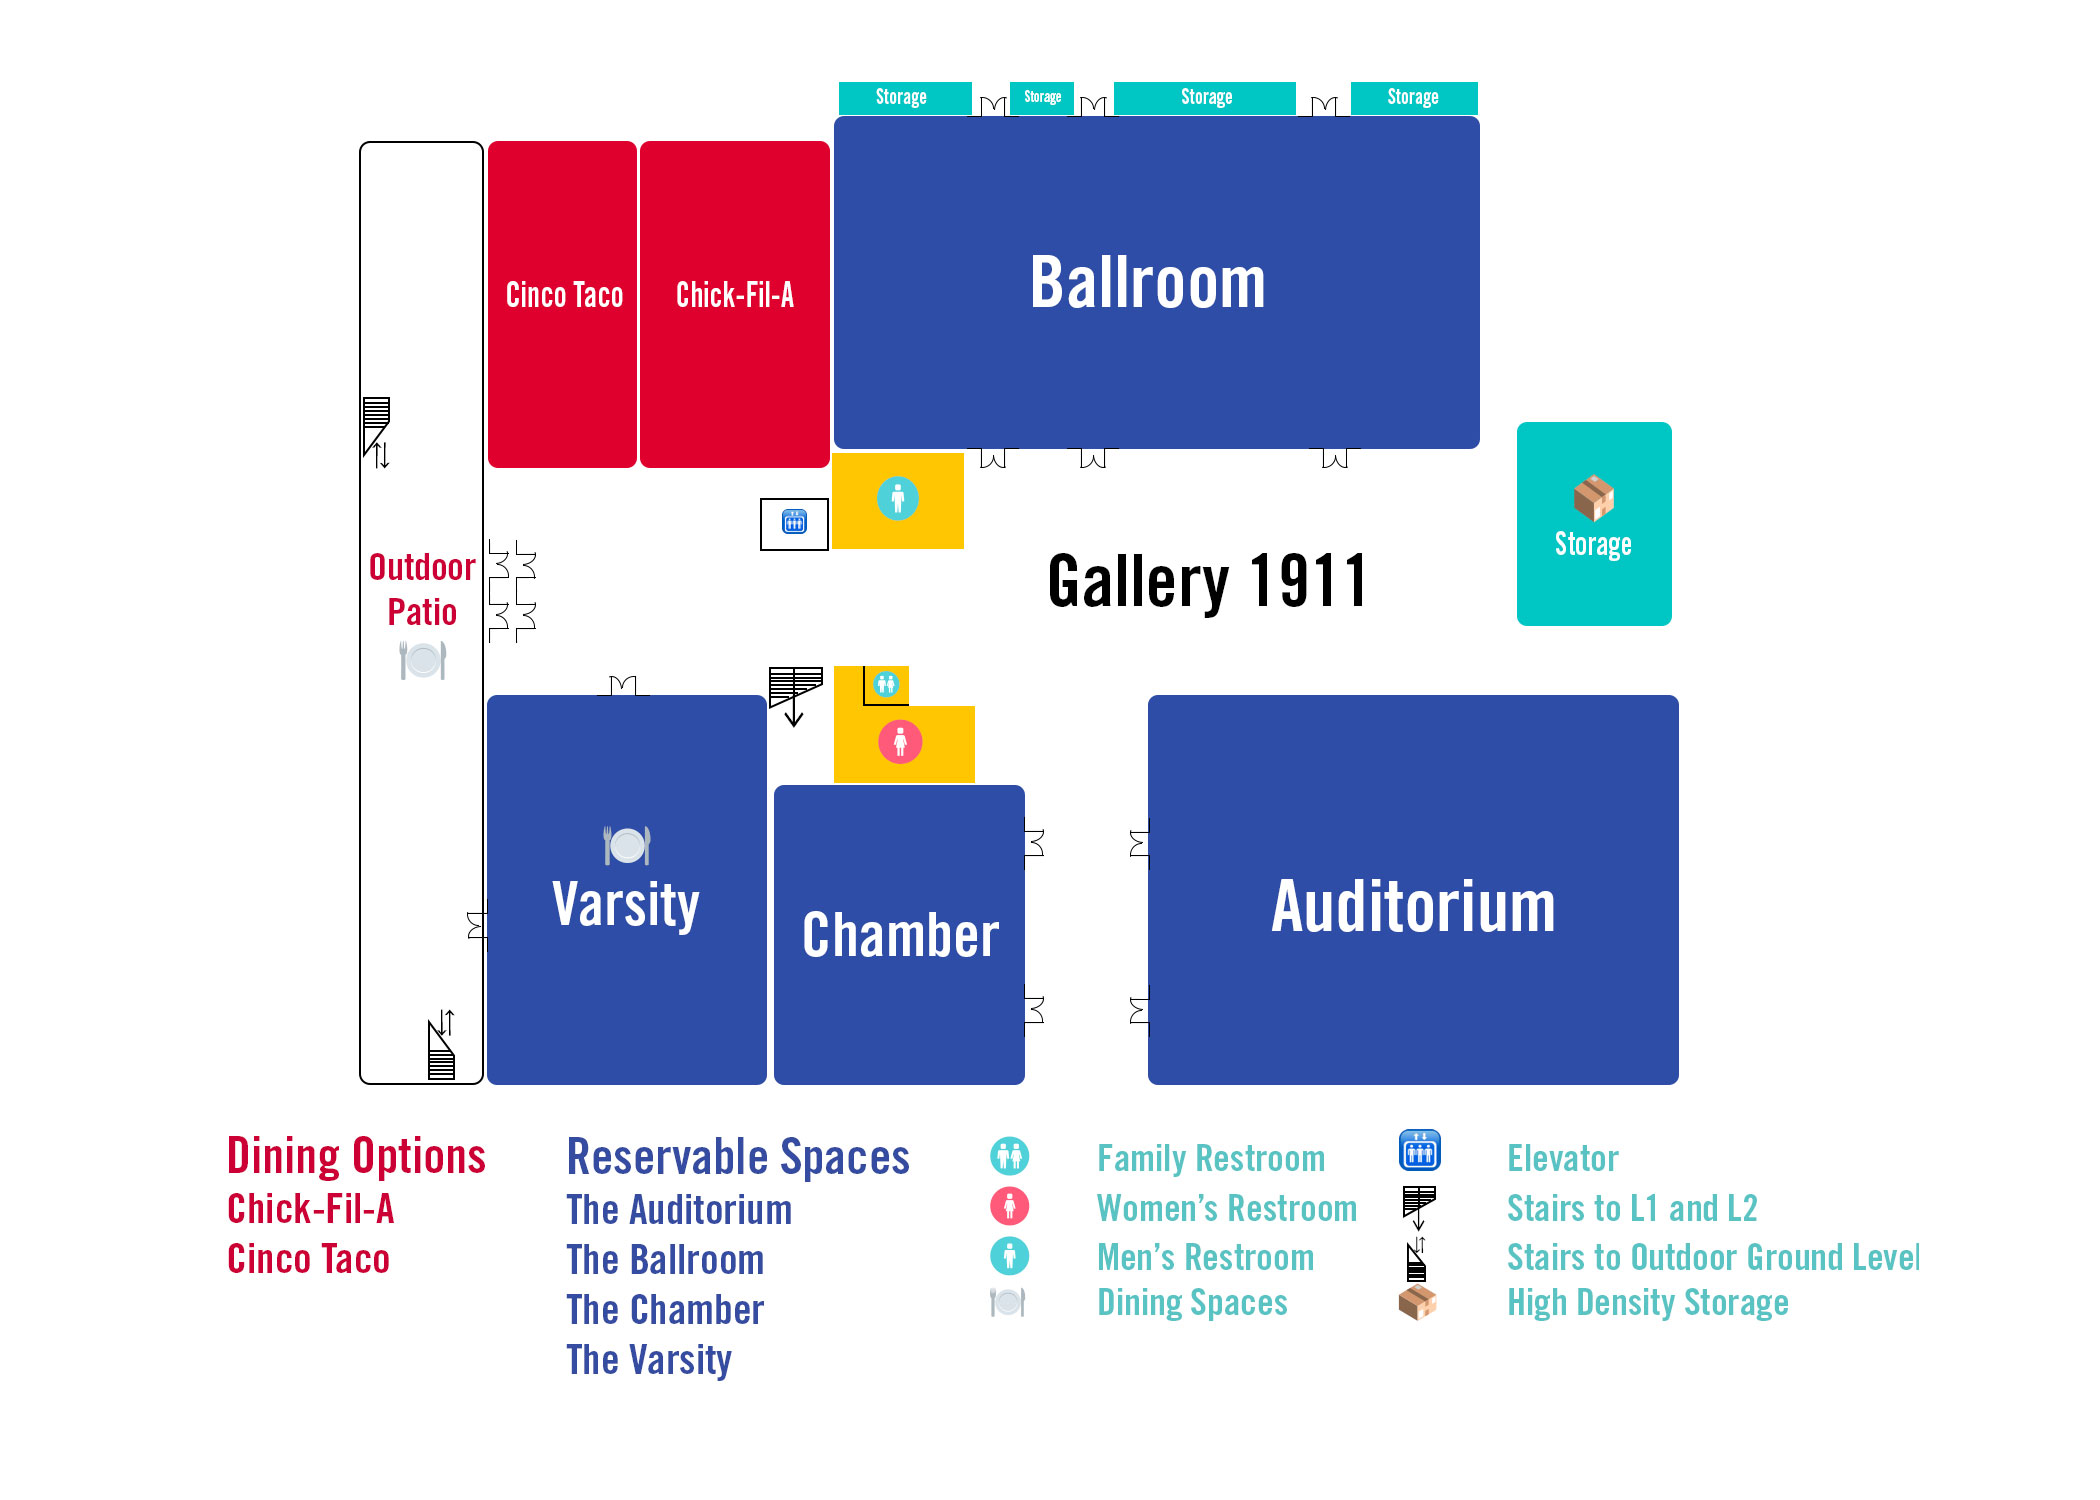 Storage
Storage
Storage
Storage
Cinco Taco
Chick-Fil-A
Ballroom
Storage
Outdoor
Patio
Gallery 1911
Varsity
Chamber
Auditorium
Dining Options
Chick-Fil-A
Cinco Taco
Reservable Spaces
The Auditorium
The Ballroom
The Chamber
The Varsity
Family Restroom
Women's Restroom
Men's Restroom
Dining Spaces
Elevator
Stairs to L1 and L2
Stairs to Outdoor Ground Level
High Density Storage